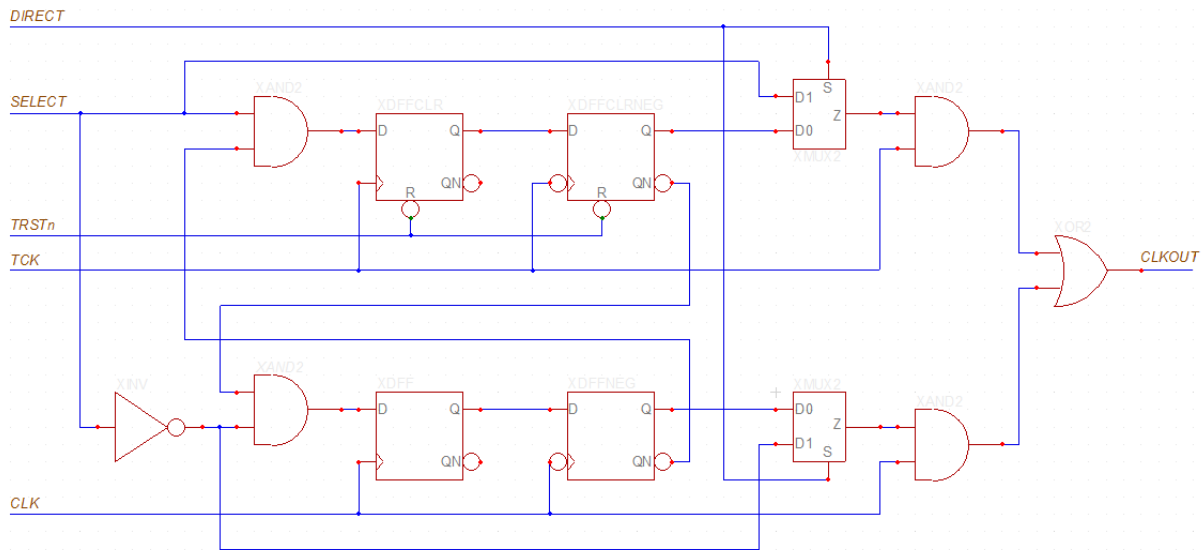 DIRECT
XAND2
SELECT
XDFFCLR
D
Q
R
QN
XDFFCLRNEG
D
Q
R
QN
S
D1
Z
D0
XMUX2
XAND2
TRSTn
TCK
XOR2
CLKOUT
XINV
XAND2
XDFF
D
Q
QN
XDFFNEG
D
Q
QN
XMUX2
D0
Z
D1
S
XAND2
CLK